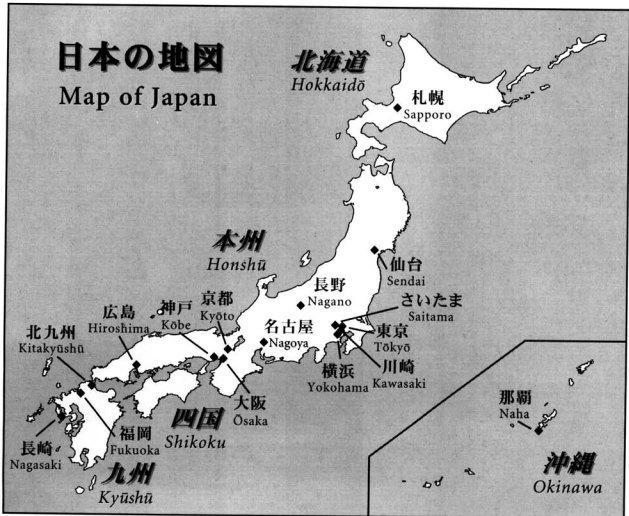 日本の地図
Map of Japan
北海道
Hokkaidō
札幌
Sapporo
本州
Honshū
仙台
Sendai
長野
Nagano
さいたま
Saitama
京都
Kyōto
神戸
Kōbe
広島
Hiroshima
名古屋
Nagoya
東京
Tōkyō
北九州
Kitakyūshū
横浜
Yokohama
川崎
Kawasaki
大阪
Ōsaka
四国
Shikoku
福岡
Fukuoka
長崎
Nagasaki
九州
Kyūshū
那覇
Naha
沖縄
Okinawa